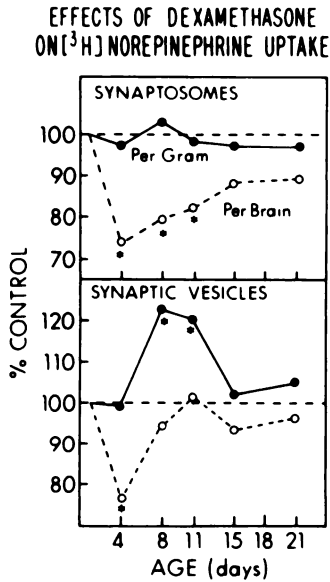 EFFECTS OF DEXAMETHASONE
ON [³H] NOREPINEPHRINE UPTAKE
SYNAPTOSOMES
100
90
80
70
Per Gram
Per Brain
*
*
*
% CONTROL
SYNAPTIC VESICLES
120
110
100
90
80
*
*
*
4 8 11 15 18 21
AGE (days)